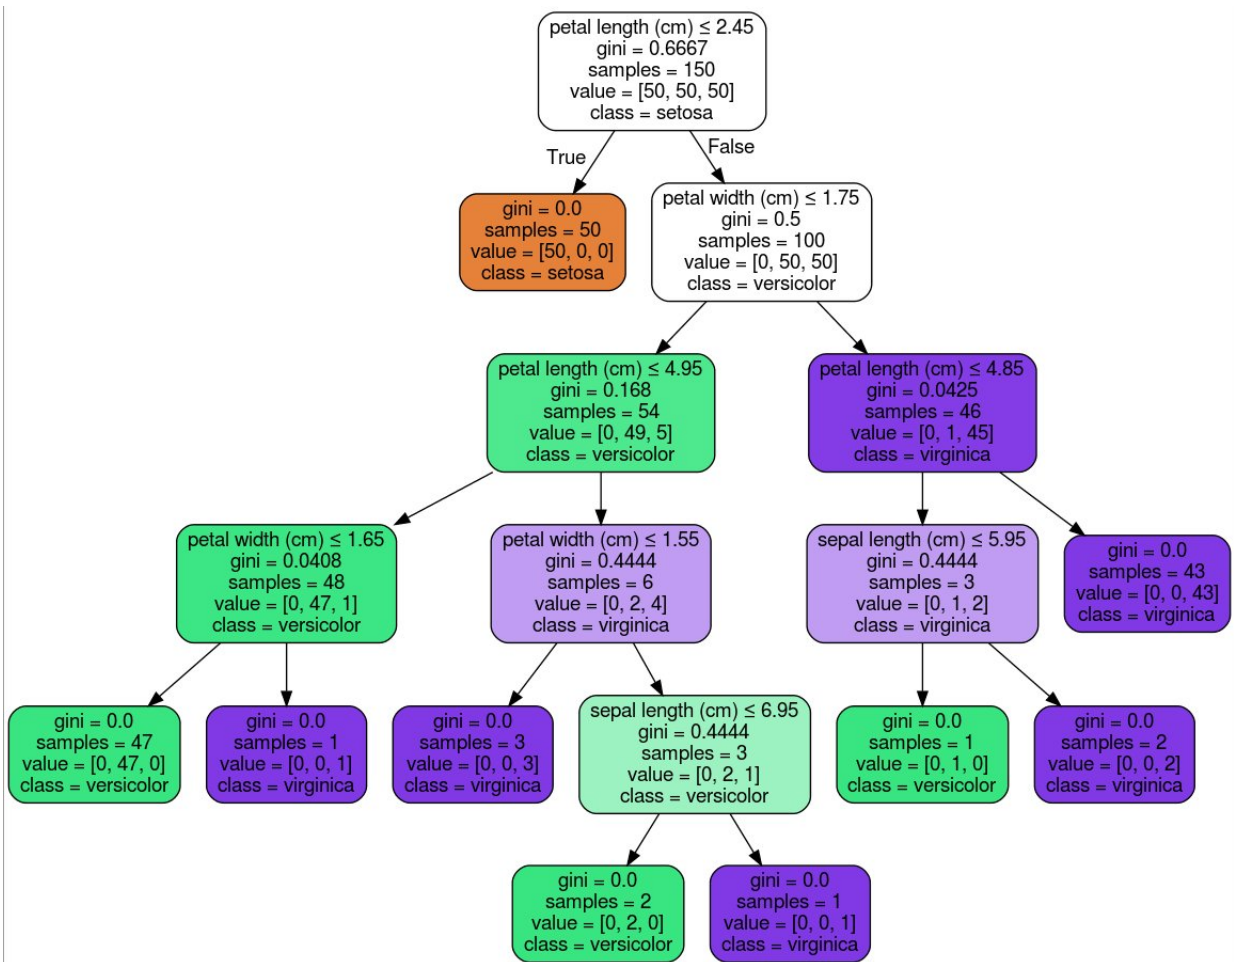 petal length (cm) ≤ 2.45
gini = 0.6667
samples = 150
value = [50, 50, 50]
class = setosa
True
False
gini = 0.0
samples = 50
value = [50, 0, 0]
class = setosa
petal width (cm) ≤ 1.75
gini = 0.5
samples = 100
value = [0, 50, 50]
class = versicolor
petal length (cm) ≤ 4.95
gini = 0.168
samples = 54
value = [0, 49, 5]
class = versicolor
petal length (cm) ≤ 4.85
gini = 0.0425
samples = 46
value = [0, 1, 45]
class = virginica
petal width (cm) ≤ 1.65
gini = 0.0408
samples = 48
value = [0, 47, 1]
class = versicolor
petal width (cm) ≤ 1.55
gini = 0.4444
samples = 6
value = [0, 2, 4]
class = virginica
sepal length (cm) ≤ 5.95
gini = 0.4444
samples = 3
value = [0, 1, 2]
class = virginica
gini = 0.0
samples = 43
value = [0, 0, 43]
class = virginica
gini = 0.0
samples = 47
value = [0, 47, 0]
class = versicolor
gini = 0.0
samples = 1
value = [0, 0, 1]
class = virginica
gini = 0.0
samples = 3
value = [0, 0, 3]
class = virginica
sepal length (cm) ≤ 6.95
gini = 0.4444
samples = 3
value = [0, 2, 1]
class = versicolor
gini = 0.0
samples = 1
value = [0, 1, 0]
class = versicolor
gini = 0.0
samples = 2
value = [0, 0, 2]
class = virginica
gini = 0.0
samples = 2
value = [0, 2, 0]
class = versicolor
gini = 0.0
samples = 1
value = [0, 0, 1]
class = virginica